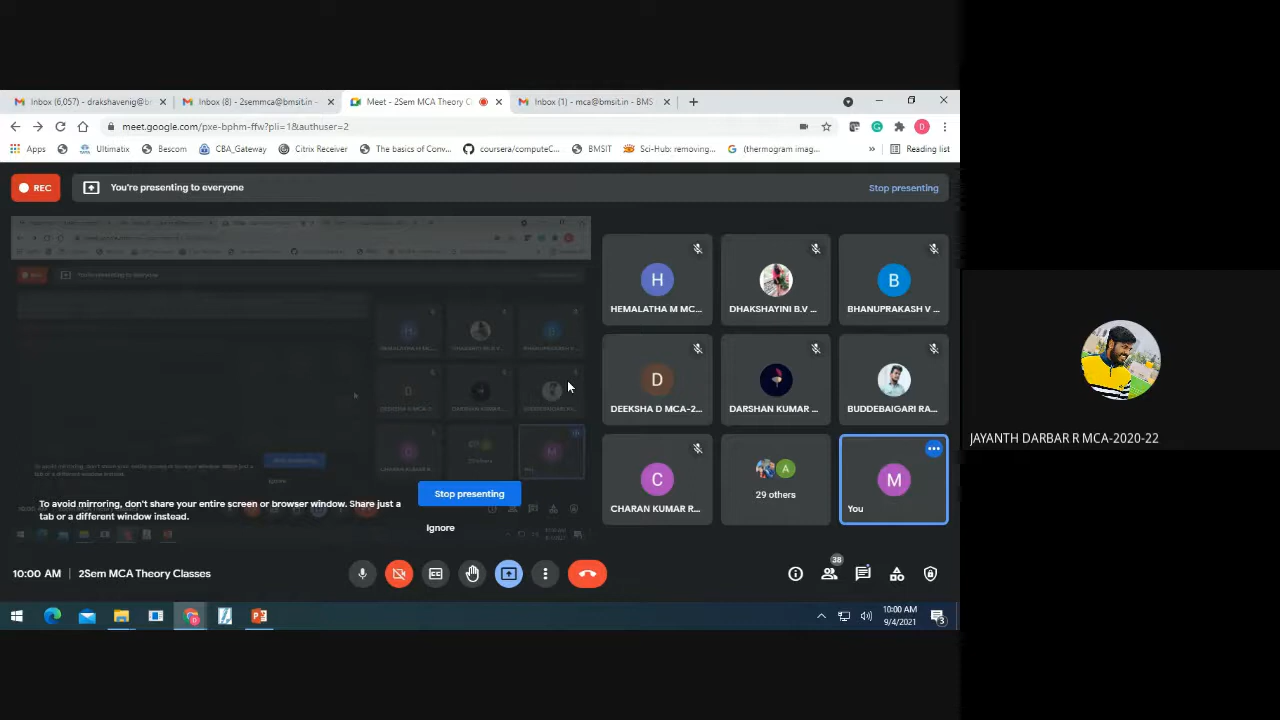 Inbox (6,057) - drakshavenig@b
Inbox (8) - 2semmca@bmsit.in -
Meet - 2Sem MCA Theory C
Inbox (1) - mca@bmsit.in - BMS
meet.google.com/pxe-bphm-ffw?pli=1&authuser=2
D
Apps
Ultimatix
Bescom
CBA_Gateway
Citrix Receiver
The basics of Conv...
coursera/computeC...
BMSIT
Sci-Hub: removing...
(thermogram imag...
»
Reading list
REC
You're presenting to everyone
Stop presenting
H
HEMALATHA M MC...
DHAKSHAYINI B.V ...
B
BHANUPRAKASH V ...
D
DEEKSHA D MCA-2...
DARSHAN KUMAR ...
BUDDEBAIGARI RA...
C
CHARAN KUMAR R...
A
29 others
M
You
JAYANTH DARBAR R MCA-2020-22
To avoid mirroring, don't share your entire screen or browser window. Share just a
tab or a different window instead.
Stop presenting
Ignore
10:00 AM | 2Sem MCA Theory Classes
38
10:00 AM
9/4/2021
3